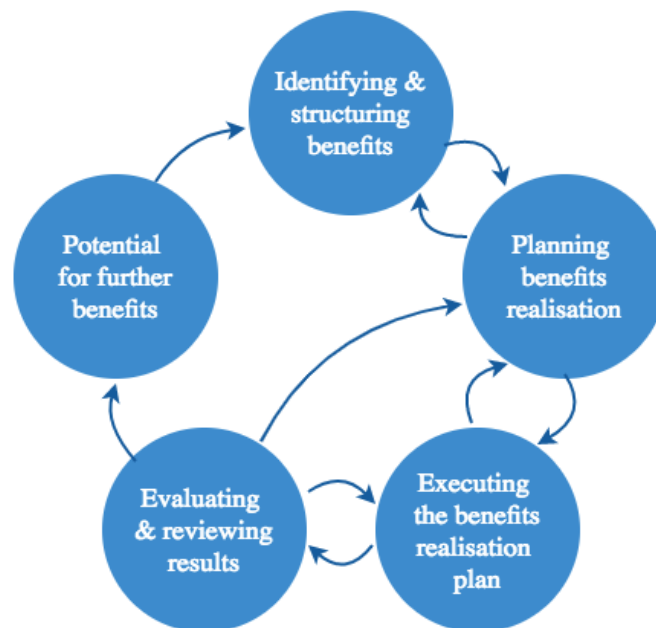 Identifying &
structuring
benefits
Planning
benefits
realisation
Executing
the benefits
realisation
plan
Evaluating
& reviewing
results
Potential
for further
benefits